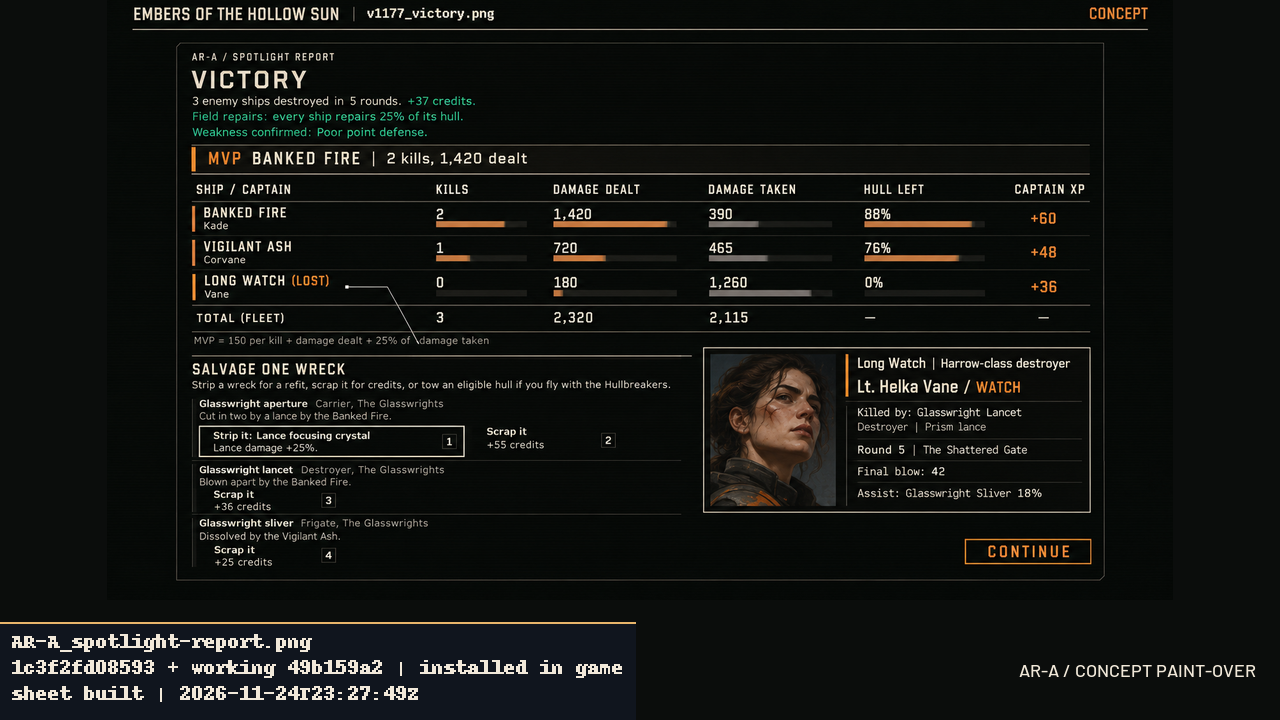 EMBERS OF THE HOLLOW SUN | v1177_victory.png CONCEPT
AR-A / SPOTLIGHT REPORT
VICTORY
3 enemy ships destroyed in 5 rounds. +37 credits.
Field repairs: every ship repairs 25% of its hull.
Weakness confirmed: Poor point defense.
MVP BANKED FIRE | 2 kills, 1,420 dealt
SHIP / CAPTAIN KILLS DAMAGE DEALT DAMAGE TAKEN HULL LEFT CAPTAIN XP
BANKED FIRE 2 1,420 390 88% +60
Kade
VIGILANT ASH 1 720 465 76% +48
Corvane
LONG WATCH (LOST) 0 180 1,260 0% +36
Vane
TOTAL (FLEET) 3 2,320 2,115 — —
MVP = 150 per kill + damage dealt + 25% of damage taken
SALVAGE ONE WRECK
Strip a wreck for a refit, scrap it for credits, or tow an eligible hull if you fly with the Hullbreakers.
Glasswright aperture Carrier, The Glasswrights
Cut in two by a lance by the Banked Fire.
Strip it: Lance focusing crystal 1
Lance damage +25%.
Scrap it 2
+55 credits
Glasswright lancet Destroyer, The Glasswrights
Blown apart by the Banked Fire.
Scrap it 3
+36 credits
Glasswright sliver Frigate, The Glasswrights
Dissolved by the Vigilant Ash.
Scrap it 4
+25 credits
Long Watch | Harrow-class destroyer
Lt. Helka Vane / WATCH
Killed by: Glasswright Lancet
Destroyer | Prism lance
Round 5 | The Shattered Gate
Final blow: 42
Assist: Glasswright Sliver 18%
CONTINUE
AR-A_spotlight-report.png
1c3f2fd08593 + working 49b159a2 | installed in game
sheet built | 2026-11-24T23:27:49Z
AR-A / CONCEPT PAINT-OVER